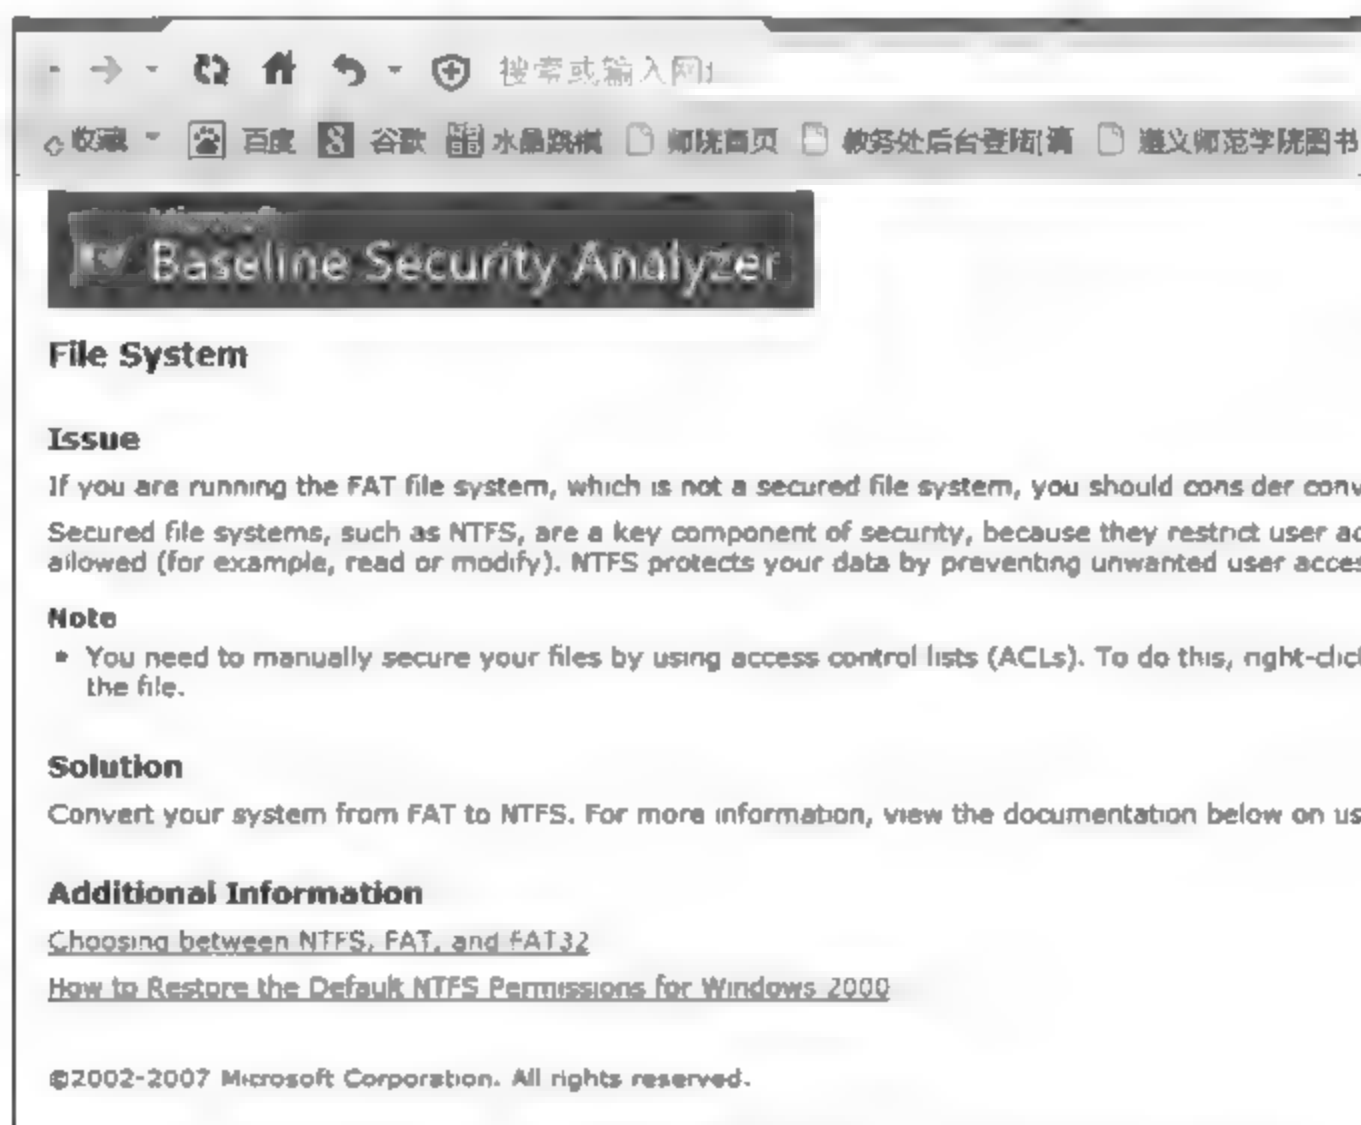 搜索或输入网
收藏 百度 谷歌 水晶跳棋 师院首页 教务处后台登陆[满 遵义师范学院图书
Microsoft
Baseline Security Analyzer
File System
Issue
If you are running the FAT file system, which is not a secured file system, you should cons der conv
Secured file systems, such as NTFS, are a key component of security, because they restrict user ac
allowed (for example, read or modify). NTFS protects your data by preventing unwanted user acces
Note
• You need to manually secure your files by using access control lists (ACLs). To do this, right-click
the file.
Solution
Convert your system from FAT to NTFS. For more information, view the documentation below on us
Additional Information
Choosing between NTFS, FAT, and FAT32
How to Restore the Default NTFS Permissions for Windows 2000
©2002-2007 Microsoft Corporation. All rights reserved.